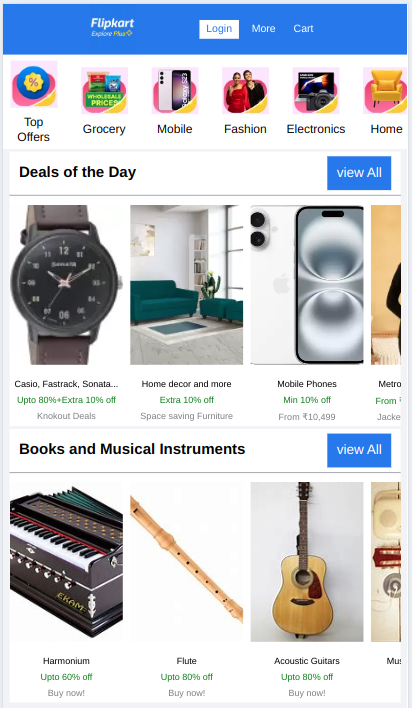 Flipkart
Explore Plus
Login More Cart
WHOLESALE
PRICES
Galaxy S23
Top
Offers
Grocery
Mobile
Fashion
Electronics
Home
Deals of the Day
view All
12
SONATA
Casio, Fastrack, Sonata...
Upto 80%+Extra 10% off
Knokout Deals
Home decor and more
Extra 10% off
Space saving Furniture
Mobile Phones
Min 10% off
From ₹10,499
Metro
From ₹
Jacke
Books and Musical Instruments
view All
Harmonium
Upto 60% off
Buy now!
Flute
Upto 80% off
Buy now!
Acoustic Guitars
Upto 80% off
Buy now!
Mus